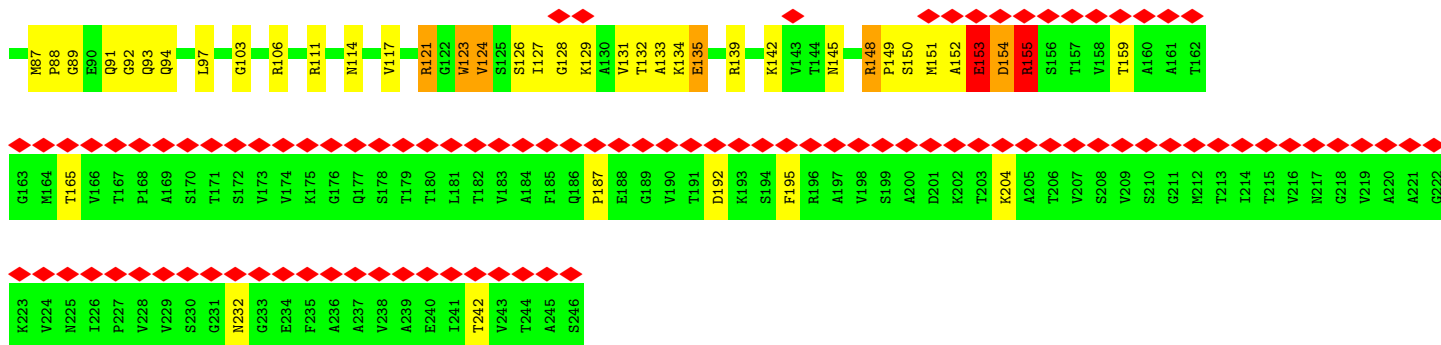 M87 P88 G89 E90 Q91 G92 Q93 Q94 L97 G103 R106 R111 N114 V117 R121 G122 W123 V124 S125 S126 I127 G128 K129 A130 V131 T132 A133 K134 E135 R139 K142 V143 T144 N145 R148 P149 S150 M151 A152 E153 D154 R155 S156 T157 V158 T159 A160 A161 T162
G163 M164 T165 V166 T167 P168 A169 S170 T171 S172 V173 V174 K175 G176 Q177 S178 T179 T180 L181 T182 V183 A184 F185 Q186 P187 E188 G189 V190 T191 D192 K193 S194 F195 R196 A197 V198 S199 A200 D201 K202 T203 K204 A205 T206 V207 S208 V209 S210 G211 M212 T213 I214 T215 V216 N217 G218 V219 A220 A221 G222
K223 V224 N225 I226 P227 V228 V229 S230 G231 N232 G233 E234 F235 A236 A237 V238 A239 E240 I241 T242 V243 T244 A245 S246